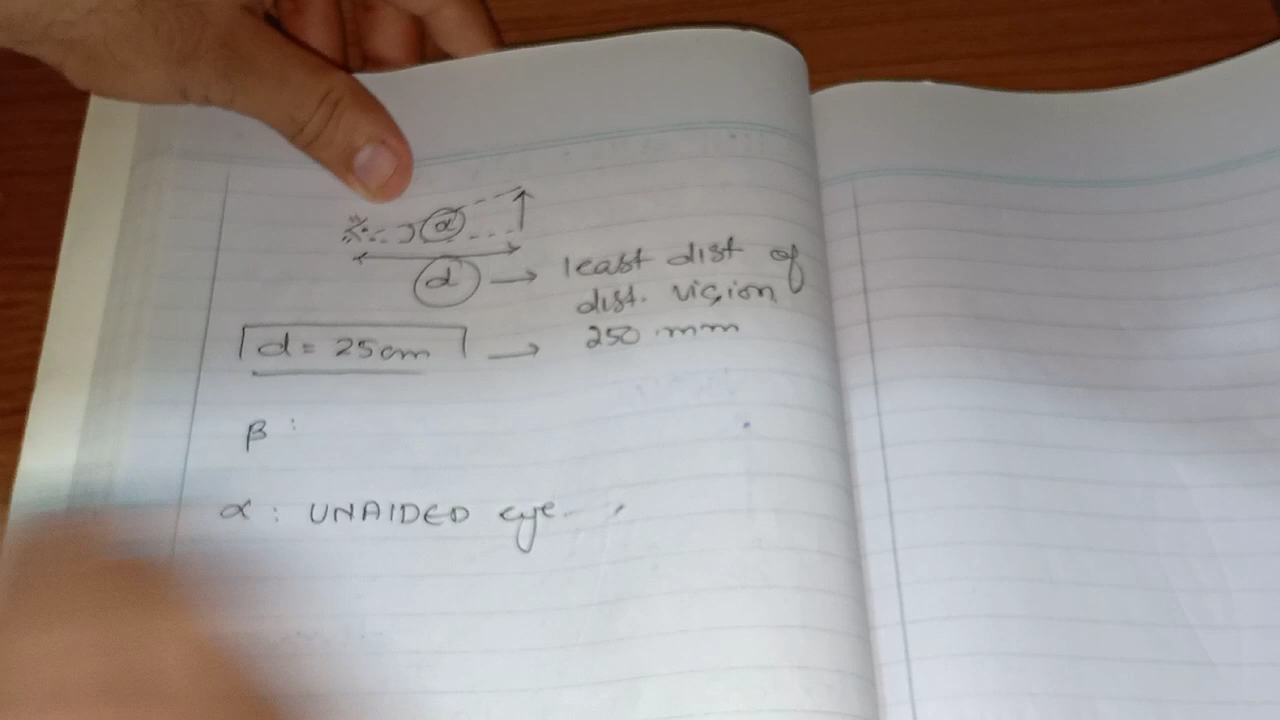 α
d → least dist of
dist. vision
d = 25cm → 250 mm
β :
α : UNAIDED eye